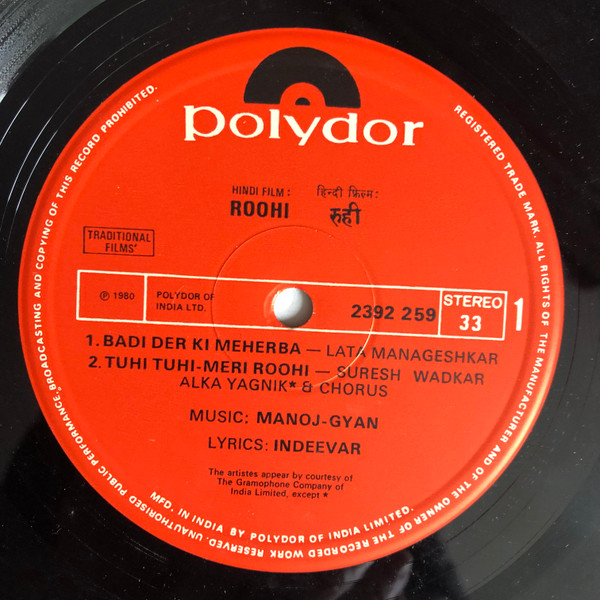 polydor
HINDI FILM:
ROOHI
हिन्दी फ़िल्म:
रुही
TRADITIONAL
FILMS'
℗ 1980
POLYDOR OF
INDIA LTD.
2392 259
STEREO
33
1
1. BADI DER KI MEHERBA — LATA MANAGESHKAR
2. TUHI TUHI-MERI ROOHI — SURESH WADKAR
ALKA YAGNIK* & CHORUS
MUSIC: MANOJ-GYAN
LYRICS: INDEEVAR
The artistes appear by courtesy of
The Gramophone Company of
India Limited, except *
MFD. IN INDIA BY POLYDOR OF INDIA LIMITED.
REGISTERED TRADE MARK. ALL RIGHTS OF THE MANUFACTURER AND OF THE OWNER OF THE RECORDED WORK RESERVED. UNAUTHORISED PUBLIC PERFORMANCE, BROADCASTING AND COPYING OF THIS RECORD PROHIBITED.